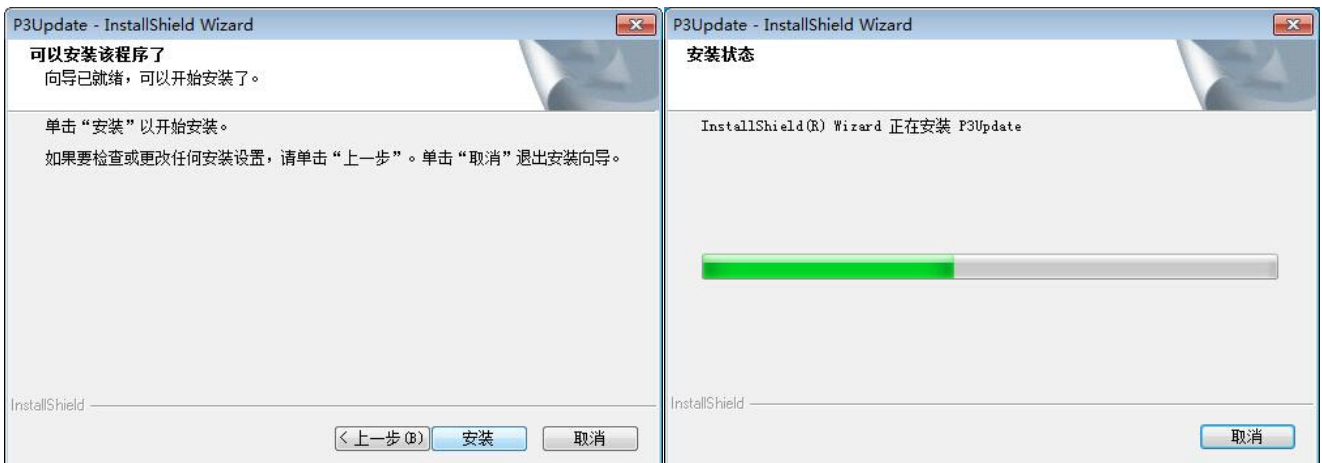 P3Update - InstallShield Wizard
可以安装该程序了
向导已就绪，可以开始安装了。
单击“安装”以开始安装。
如果要检查或更改任何安装设置，请单击“上一步”。单击“取消”退出安装向导。
InstallShield
< 上一步(B)
安装
取消
P3Update - InstallShield Wizard
安装状态
InstallShield(R) Wizard 正在安装 P3Update
InstallShield
取消